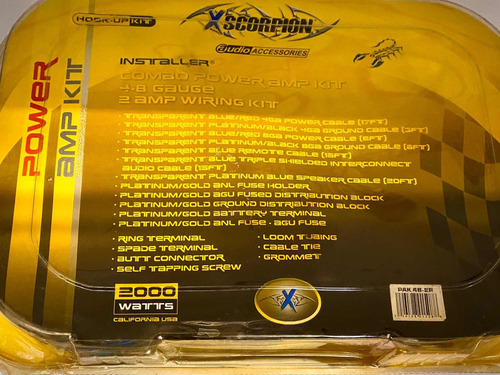 HOOK-UP KIT
XSCORPION
audio ACCESSORIES
POWER
AMP KIT
INSTALLER®
COMBO POWER AMP KIT
4-8 GAUGE
2 AMP WIRING KIT
• TRANSPARENT BLUE/RED 4GA POWER CABLE (17FT)
• TRANSPARENT PLATINUM/BLACK 4GA GROUND CABLE (3FT)
• TRANSPARENT BLUE/RED 8GA POWER CABLE (6FT)
• TRANSPARENT PLATINUM/BLACK 8GA GROUND CABLE (6FT)
• TRANSPARENT BLUE REMOTE CABLE (18FT)
• TRANSPARENT BLUE TRIPLE SHIELDED INTERCONNECT
AUDIO CABLE (15FT)
• TRANSPARENT PLATINUM BLUE SPEAKER CABLE (20FT)
• PLATINUM/GOLD ANL FUSE HOLDER
• PLATINUM/GOLD AGU FUSED DISTRIBUTION BLOCK
• PLATINUM/GOLD GROUND DISTRIBUTION BLOCK
• PLATINUM/GOLD BATTERY TERMINAL
• PLATINUM/GOLD ANL FUSE • AGU FUSE
• RING TERMINAL
• SPADE TERMINAL
• BUTT CONNECTOR
• SELF TAPPING SCREW
• LOOM TUBING
• CABLE TIE
• GROMMET
2000
WATTS
CALIFORNIA USA
X
PAK 48-ER